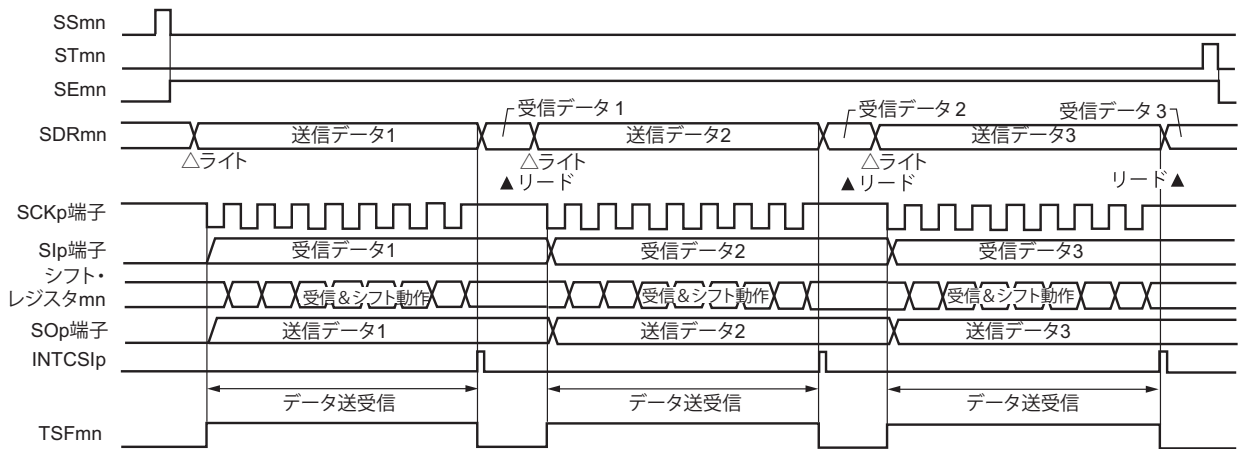 SSmn
STmn
SEmn
受信データ1
受信データ2
受信データ3
SDRmn
送信データ1
送信データ2
送信データ3
△ライト
△ライト
△ライト
▲リード
▲リード
リード▲
SCKp端子
SIp端子
受信データ1
受信データ2
受信データ3
シフト・
レジスタmn
受信&シフト動作
受信&シフト動作
受信&シフト動作
SOp端子
送信データ1
送信データ2
送信データ3
INTCSIp
データ送受信
データ送受信
データ送受信
TSFmn